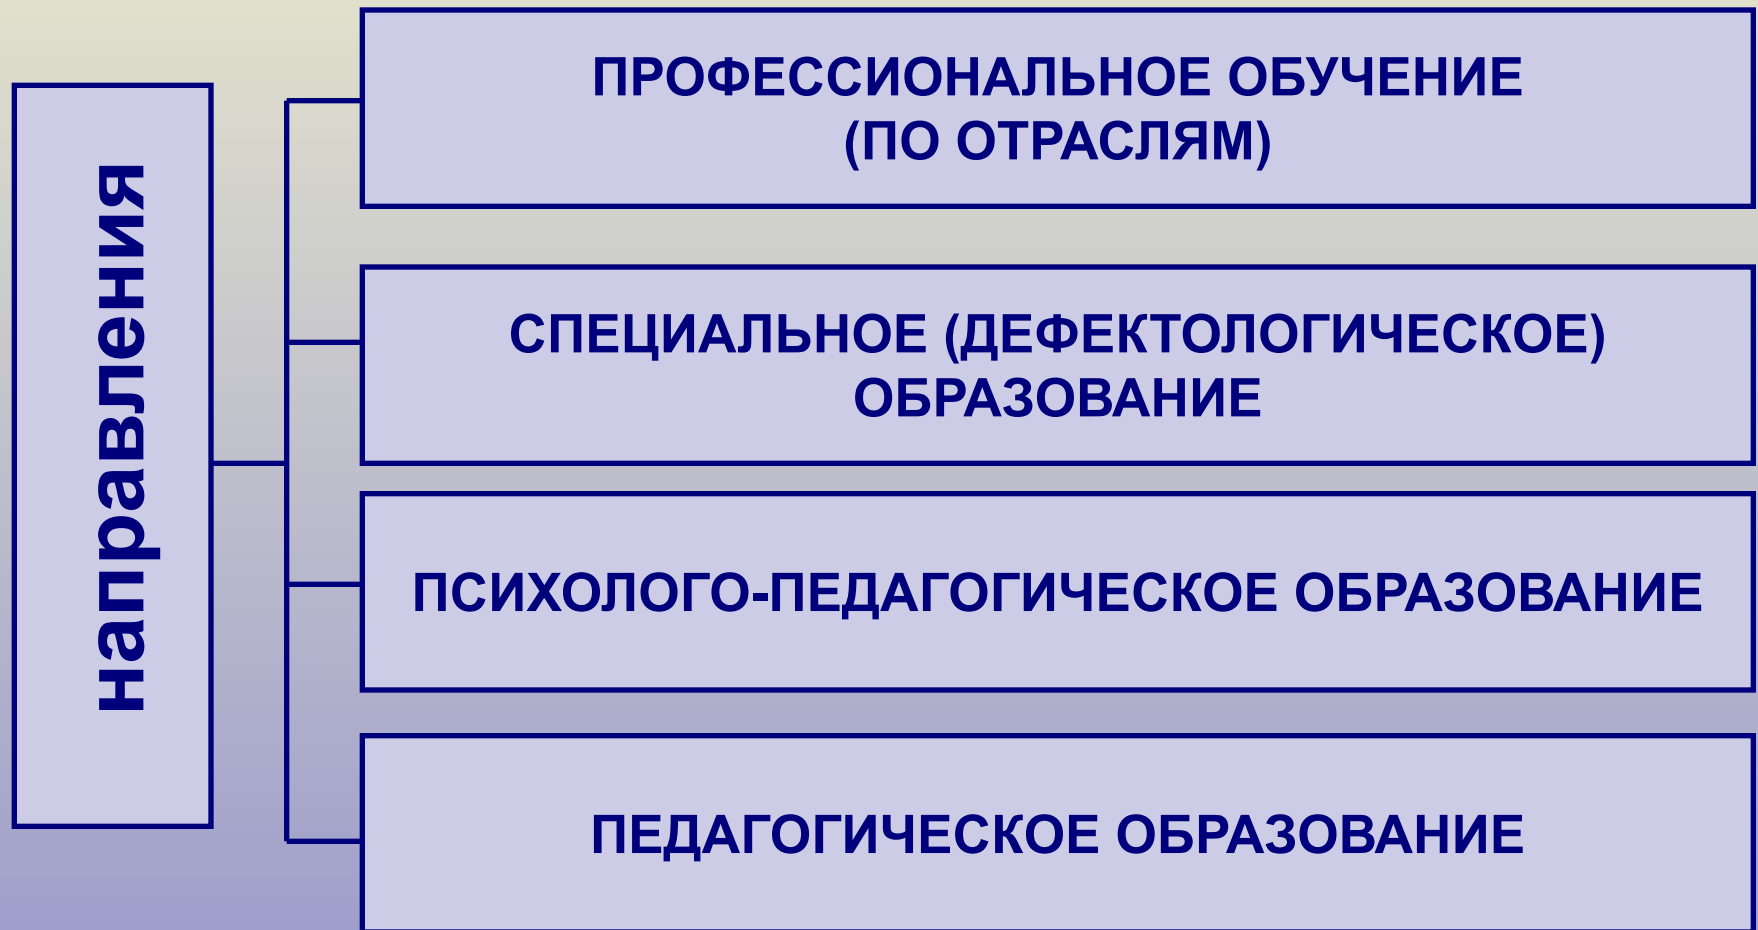 направления
ПРОФЕССИОНАЛЬНОЕ ОБУЧЕНИЕ
(ПО ОТРАСЛЯМ)
СПЕЦИАЛЬНОЕ (ДЕФЕКТОЛОГИЧЕСКОЕ)
ОБРАЗОВАНИЕ
ПСИХОЛОГО-ПЕДАГОГИЧЕСКОЕ ОБРАЗОВАНИЕ
ПЕДАГОГИЧЕСКОЕ ОБРАЗОВАНИЕ